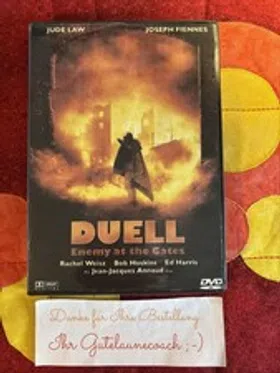 JUDE LAW JOSEPH FIENNES
DUELL
Enemy at the Gates
Rachel Weisz Bob Hoskins Ed Harris
Jean-Jacques Annaud
DVD
Danke für Ihre Bestellung
Ihr Gutelaunecoach ;-)